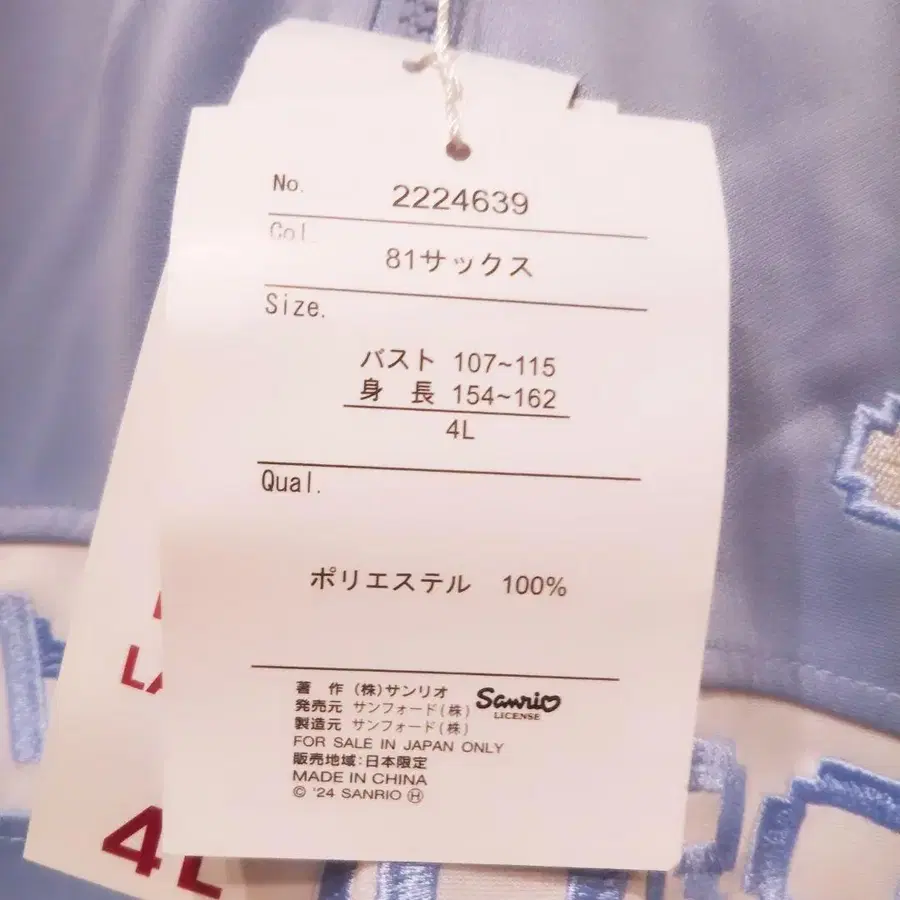 No. 2224639
Col. 81サックス
Size.
バスト 107~115
身 長 154~162
4L
Qual.
ポリエステル 100%
著 作 (株)サンリオ
発売元 サンフォード(株)
製造元 サンフォード(株)
Sanrio
LICENSE
FOR SALE IN JAPAN ONLY
販売地域:日本限定
MADE IN CHINA
© '24 SANRIO Ⓗ
4L